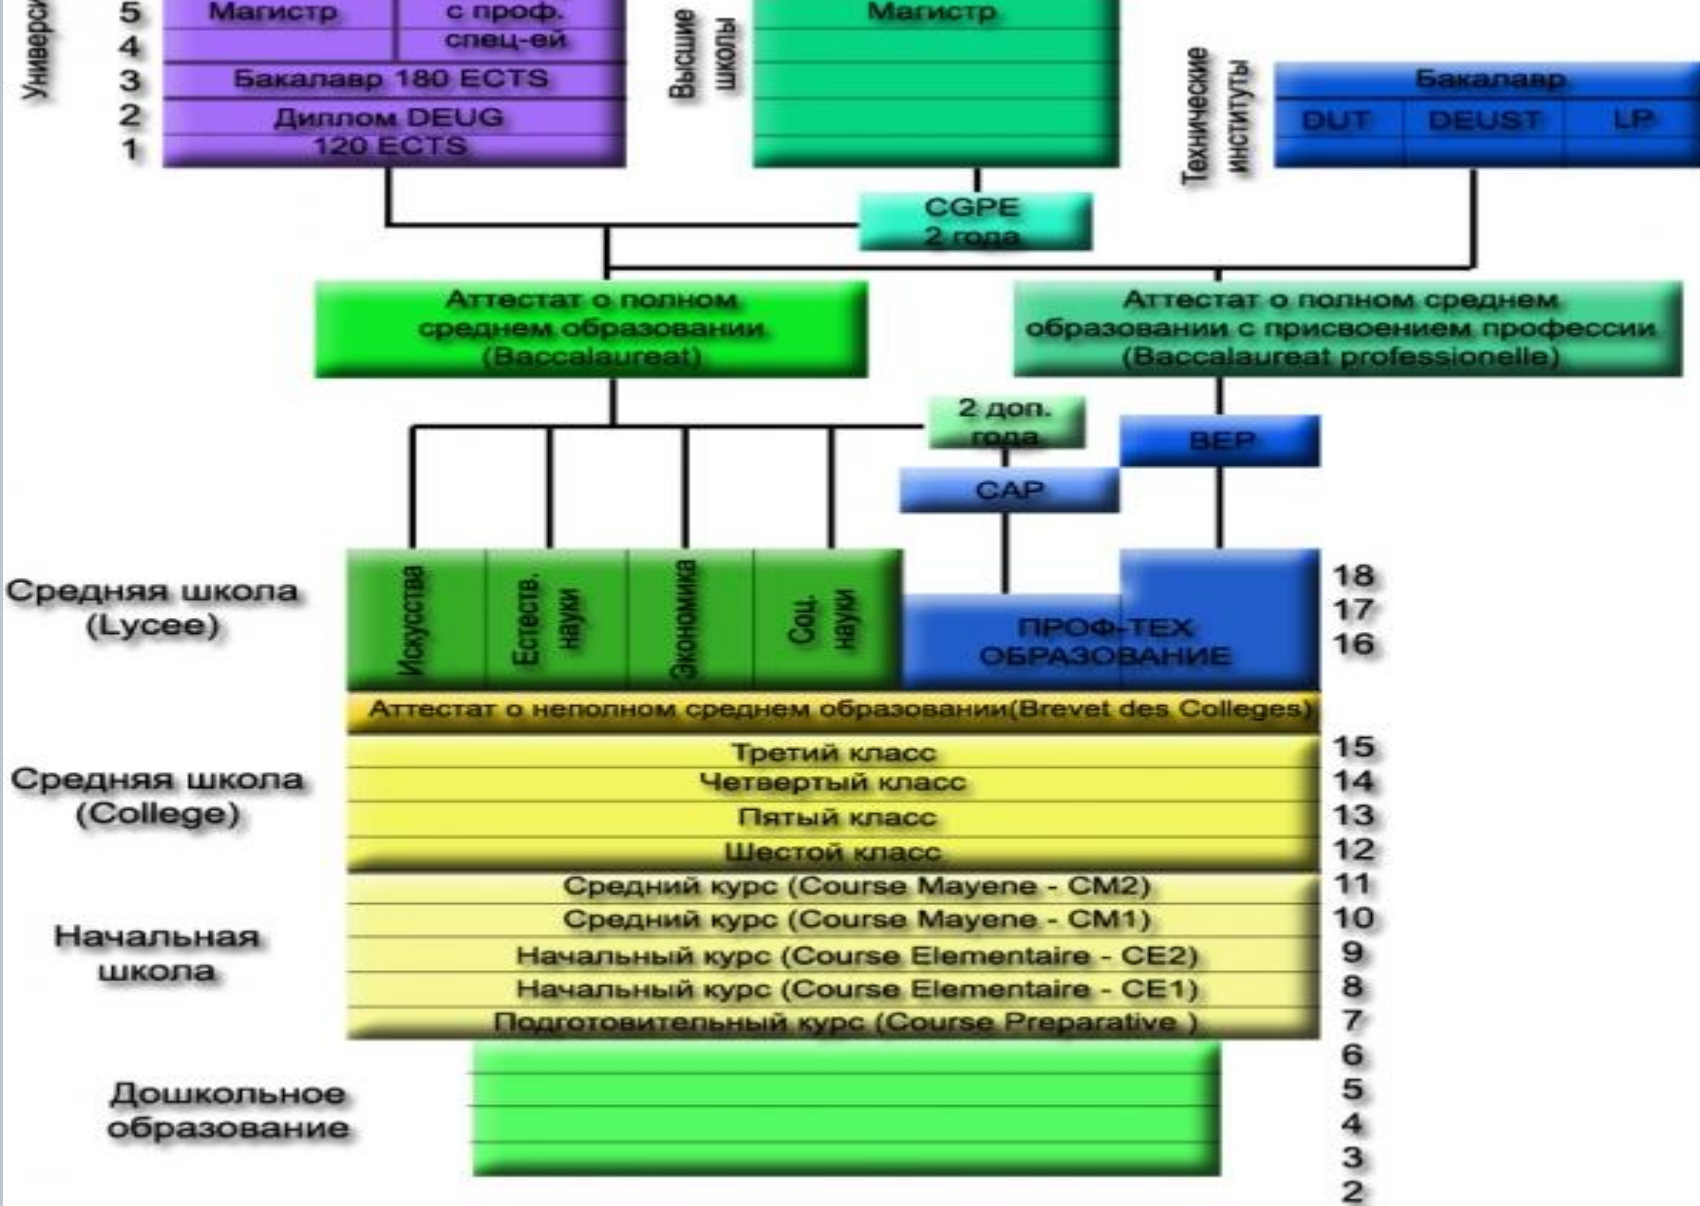 Универси
5
4
3
2
1
Магистр
с проф.
спец-ей
Бакалавр 180 ECTS
Диплом DEUG
120 ECTS
Высшие
школы
Магистр
Технические
институты
Бакалавр
DUT
DEUST
LP
CGPE
2 года
Аттестат о полном
среднем образовании
(Baccalaureat)
Аттестат о полном среднем
образовании с присвоением профессии
(Baccalaureat professionelle)
2 доп.
года
BEP
CAP
Средняя школа
(Lycee)
Искусства
Естеств.
науки
Экономика
Соц.
науки
ПРОФ-ТЕХ
ОБРАЗОВАНИЕ
18
17
16
Аттестат о неполном среднем образовании(Brevet des Colleges)
Средняя школа
(College)
Третий класс
15
Четвертый класс
14
Пятый класс
13
Шестой класс
12
Начальная
школа
Средний курс (Course Mayene - CM2)
11
Средний курс (Course Mayene - CM1)
10
Начальный курс (Course Elementaire - CE2)
9
Начальный курс (Course Elementaire - CE1)
8
Подготовительный курс (Course Preparative )
7
Дошкольное
образование
6
5
4
3
2